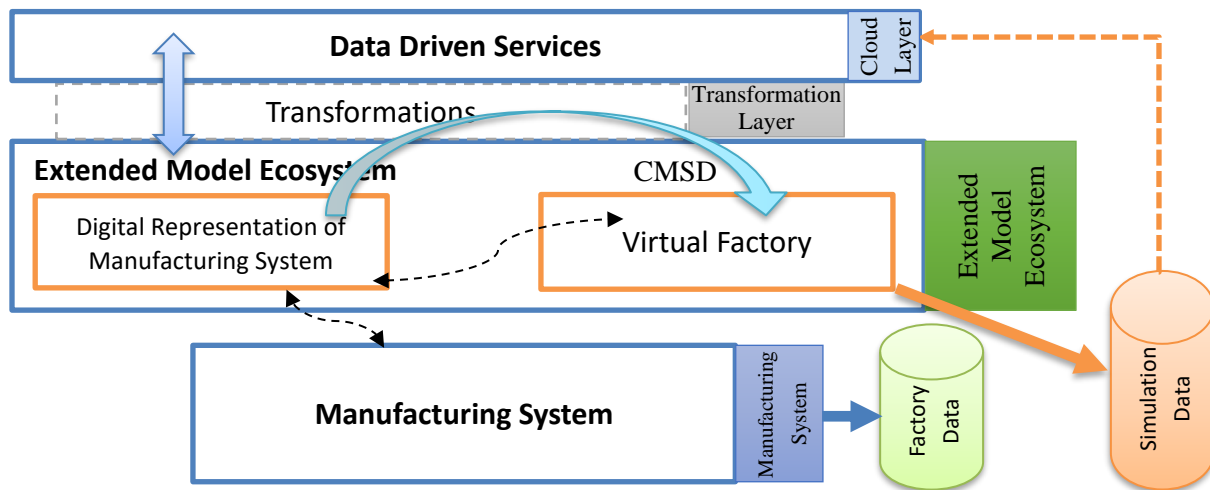 Data Driven Services
Cloud
Layer
Transformations
Transformation
Layer
Extended Model Ecosystem
CMSD
Digital Representation of
Manufacturing System
Virtual Factory
Extended
Model
Ecosystem
Manufacturing System
Manufacturing
System
Factory
Data
Simulation
Data